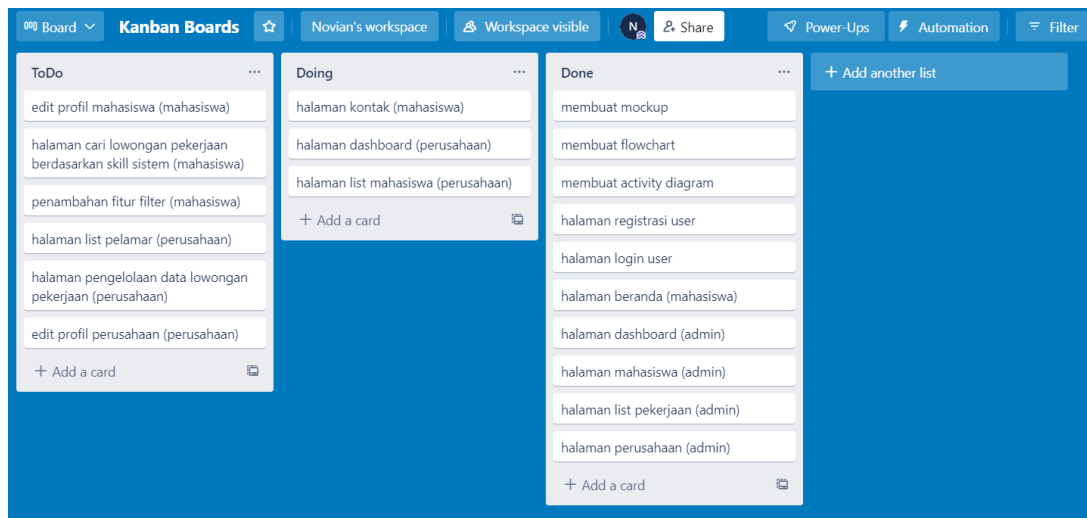 Board
Kanban Boards
Novian's workspace
Workspace visible
N
Share
Power-Ups
Automation
Filter
ToDo
edit profil mahasiswa (mahasiswa)
halaman cari lowongan pekerjaan
berdasarkan skill sistem (mahasiswa)
penambahan fitur filter (mahasiswa)
halaman list pelamar (perusahaan)
halaman pengelolaan data lowongan
pekerjaan (perusahaan)
edit profil perusahaan (perusahaan)
+ Add a card
Doing
halaman kontak (mahasiswa)
halaman dashboard (perusahaan)
halaman list mahasiswa (perusahaan)
+ Add a card
Done
membuat mockup
membuat flowchart
membuat activity diagram
halaman registrasi user
halaman login user
halaman beranda (mahasiswa)
halaman dashboard (admin)
halaman mahasiswa (admin)
halaman list pekerjaan (admin)
halaman perusahaan (admin)
+ Add a card
+ Add another list